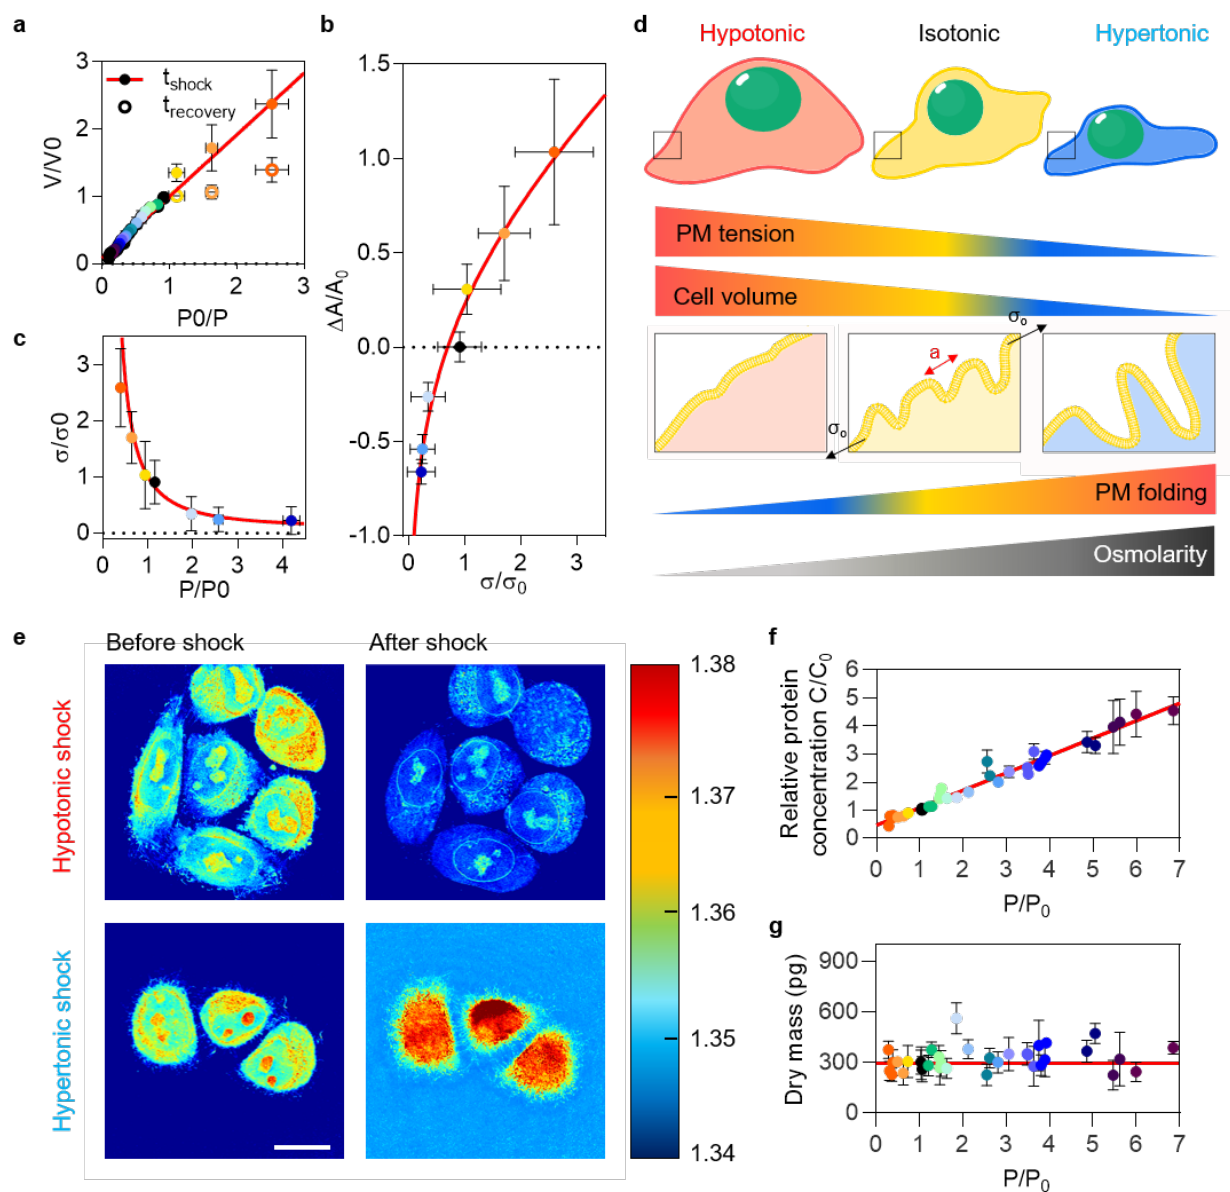 a
3
2
1
0
V/V0
t shock
t recovery
0
1
2
3
P0/P
b
1.5
1.0
0.5
0.0
-0.5
-1.0
ΔA/A0
0
1
2
3
σ/σ0
c
3
2
1
0
σ/σ0
0
1
2
3
4
P/P0
d
Hypotonic
Isotonic
Hypertonic
PM tension
Cell volume
σ0
a
σ0
PM folding
Osmolarity
e
Before shock
After shock
Hypotonic shock
Hypertonic shock
1.38
1.37
1.36
1.35
1.34
f
6
5
4
3
2
1
0
Relative protein
concentration C/C0
0
1
2
3
4
5
6
7
P/P0
g
900
600
300
0
Dry mass (pg)
0
1
2
3
4
5
6
7
P/P0